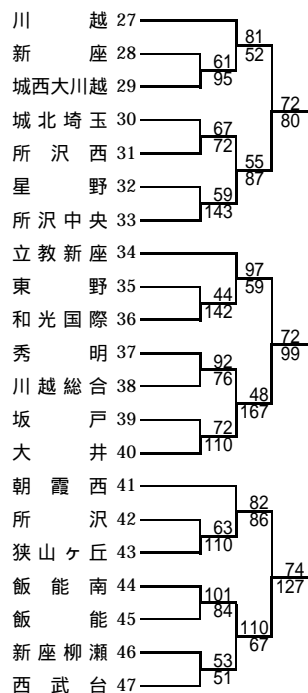 川越 27
81
52
新座 28
61
95
城西大川越 29
72
80
城北埼玉 30
67
72
所沢西 31
55
87
星野 32
59
143
所沢中央 33
立教新座 34
97
59
東野 35
44
142
和光国際 36
72
99
秀明 37
92
76
川越総合 38
48
167
坂戸 39
72
110
大井 40
朝霞西 41
82
86
所沢 42
63
110
狭山ヶ丘 43
74
127
飯能南 44
101
84
飯能 45
110
67
新座柳瀬 46
53
51
西武台 47